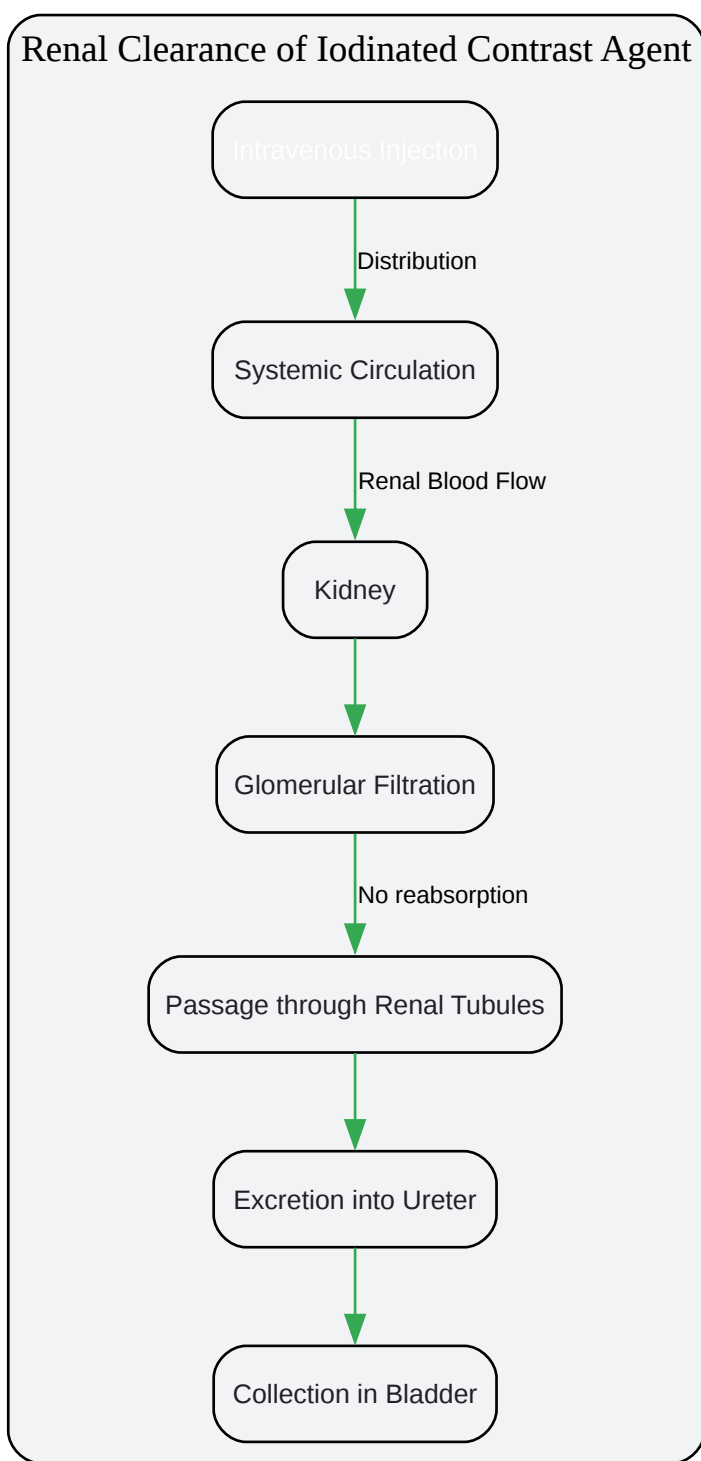 Renal Clearance of Iodinated Contrast Agent
Intravenous Injection
Distribution
Systemic Circulation
Renal Blood Flow
Kidney
Glomerular Filtration
No reabsorption
Passage through Renal Tubules
Excretion into Ureter
Collection in Bladder